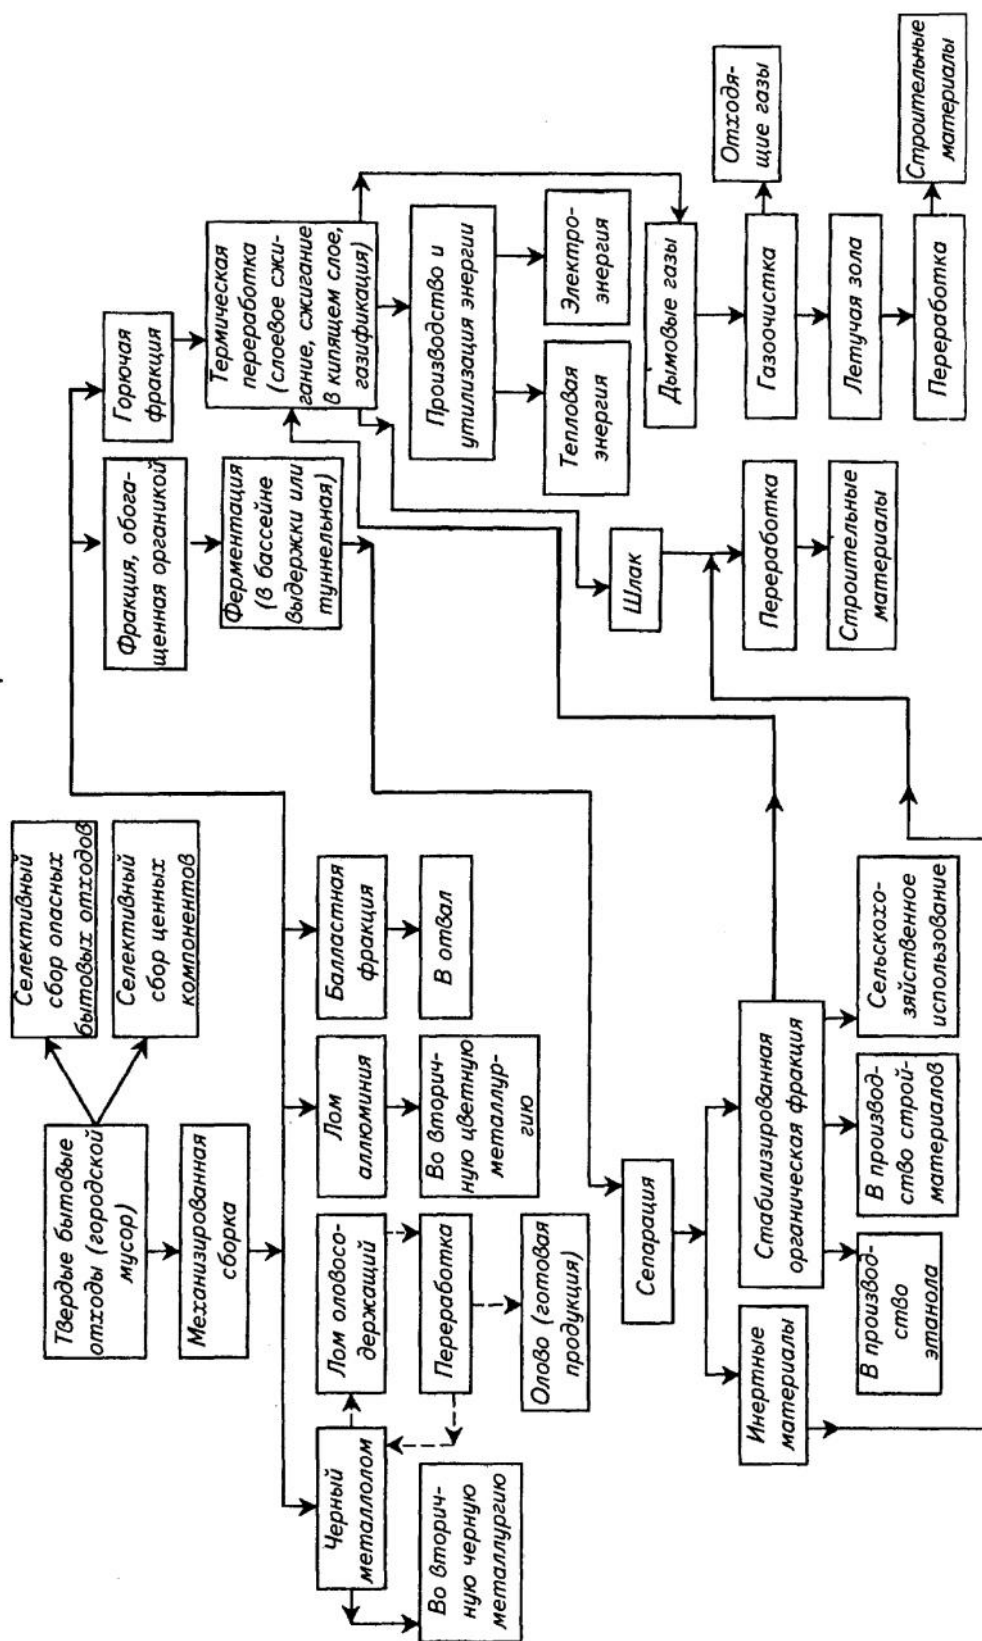 Твердые бытовые
отходы (городской
мусор)
Селективный
сбор опасных
бытовых отходов
Селективный
сбор ценных
компонентов
Механизированная
сборка
Черный
металлолом
Лом оловосо-
держащий
Лом
аллюминия
Балластная
фракция
Фракция, обога-
щенная органикой
Горючая
фракция
Во вторич-
ную черную
металлургию
Переработка
Олово (готовая
продукция)
Во вторич-
ную цветную
металлур-
гию
В отвал
Ферментация
(в бассейне
выдержки или
туннельная)
Термическая
переработка
(слоевое сжи-
гание, сжигание
в кипящем слое,
газификация)
Производство и
утилизация энергии
Тепловая
энергия
Электро-
энергия
Сепарация
Шлак
Дымовые газы
Инертные
материалы
Стабилизированная
органическая фракция
В производ-
ство
этанола
В производ-
ство строй-
материалов
Сельскохо-
зяйственное
использование
Переработка
Строительные
материалы
Газоочистка
Отходя-
щие газы
Летучая зола
Переработка
Строительные
материалы